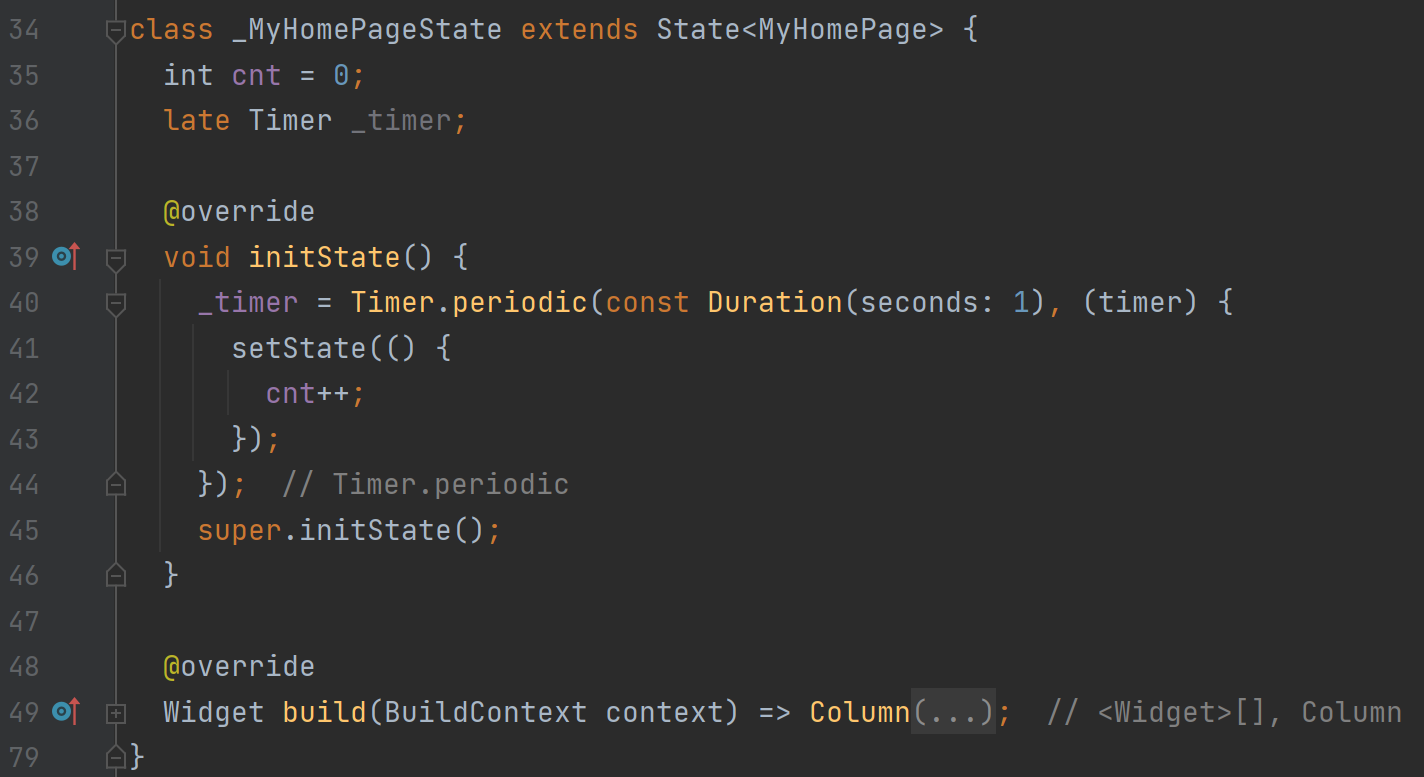 34 class _MyHomePageState extends State<MyHomePage> {
35 int cnt = 0;
36 late Timer _timer;
37
38 @override
39 void initState() {
40 _timer = Timer.periodic(const Duration(seconds: 1), (timer) {
41 setState(() {
42 cnt++;
43 });
44 }); // Timer.periodic
45 super.initState();
46 }
47
48 @override
49 Widget build(BuildContext context) => Column(...); // <Widget>[], Column
79 }